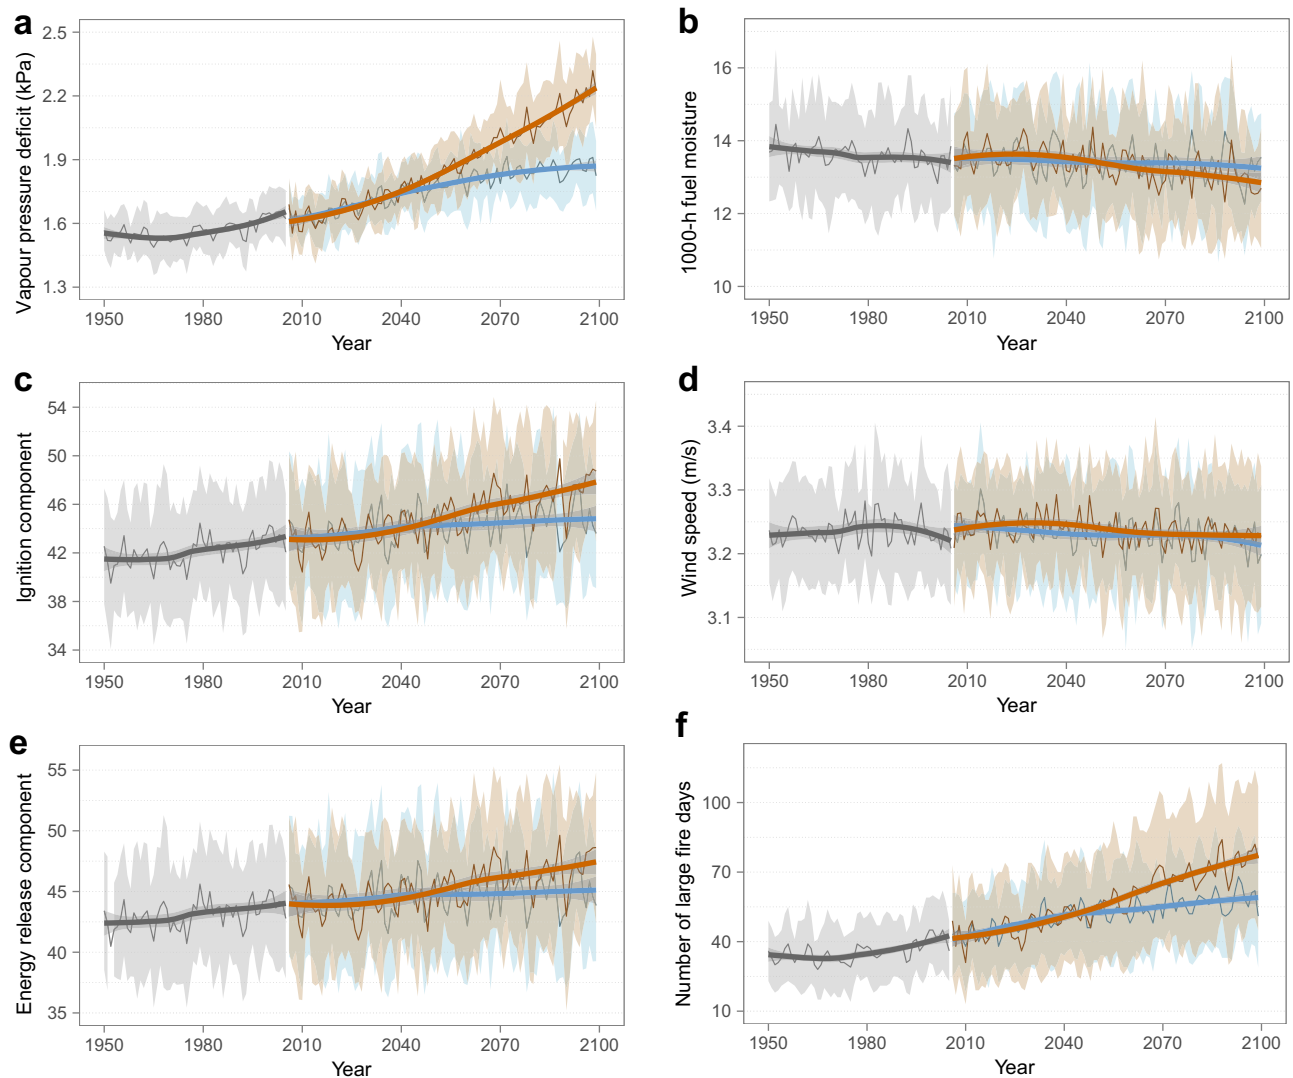 a
Vapour pressure deficit (kPa)
2.5
2.2
1.9
1.6
1.3
1950 1980 2010 2040 2070 2100
Year
b
1000-h fuel moisture
16
14
12
10
1950 1980 2010 2040 2070 2100
Year
c
Ignition component
54
50
46
42
38
34
1950 1980 2010 2040 2070 2100
Year
d
Wind speed (m/s)
3.4
3.3
3.2
3.1
1950 1980 2010 2040 2070 2100
Year
e
Energy release component
55
50
45
40
35
1950 1980 2010 2040 2070 2100
Year
f
Number of large fire days
100
70
40
10
1950 1980 2010 2040 2070 2100
Year